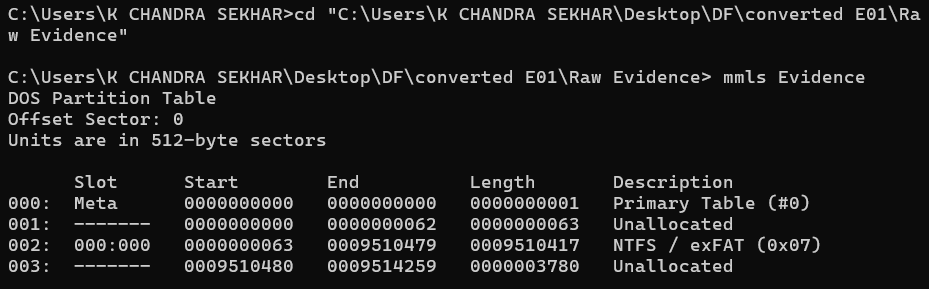 C:\Users\K CHANDRA SEKHAR>cd "C:\Users\K CHANDRA SEKHAR\Desktop\DF\converted E01\Ra
w Evidence"
C:\Users\K CHANDRA SEKHAR\Desktop\DF\converted E01\Raw Evidence> mmls Evidence
DOS Partition Table
Offset Sector: 0
Units are in 512-byte sectors
      Slot      Start        End          Length       Description
000:  Meta      0000000000   0000000000   0000000001   Primary Table (#0)
001:  -------   0000000000   0000000062   0000000063   Unallocated
002:  000:000   0000000063   0009510479   0009510417   NTFS / exFAT (0x07)
003:  -------   0009510480   0009514259   0000003780   Unallocated